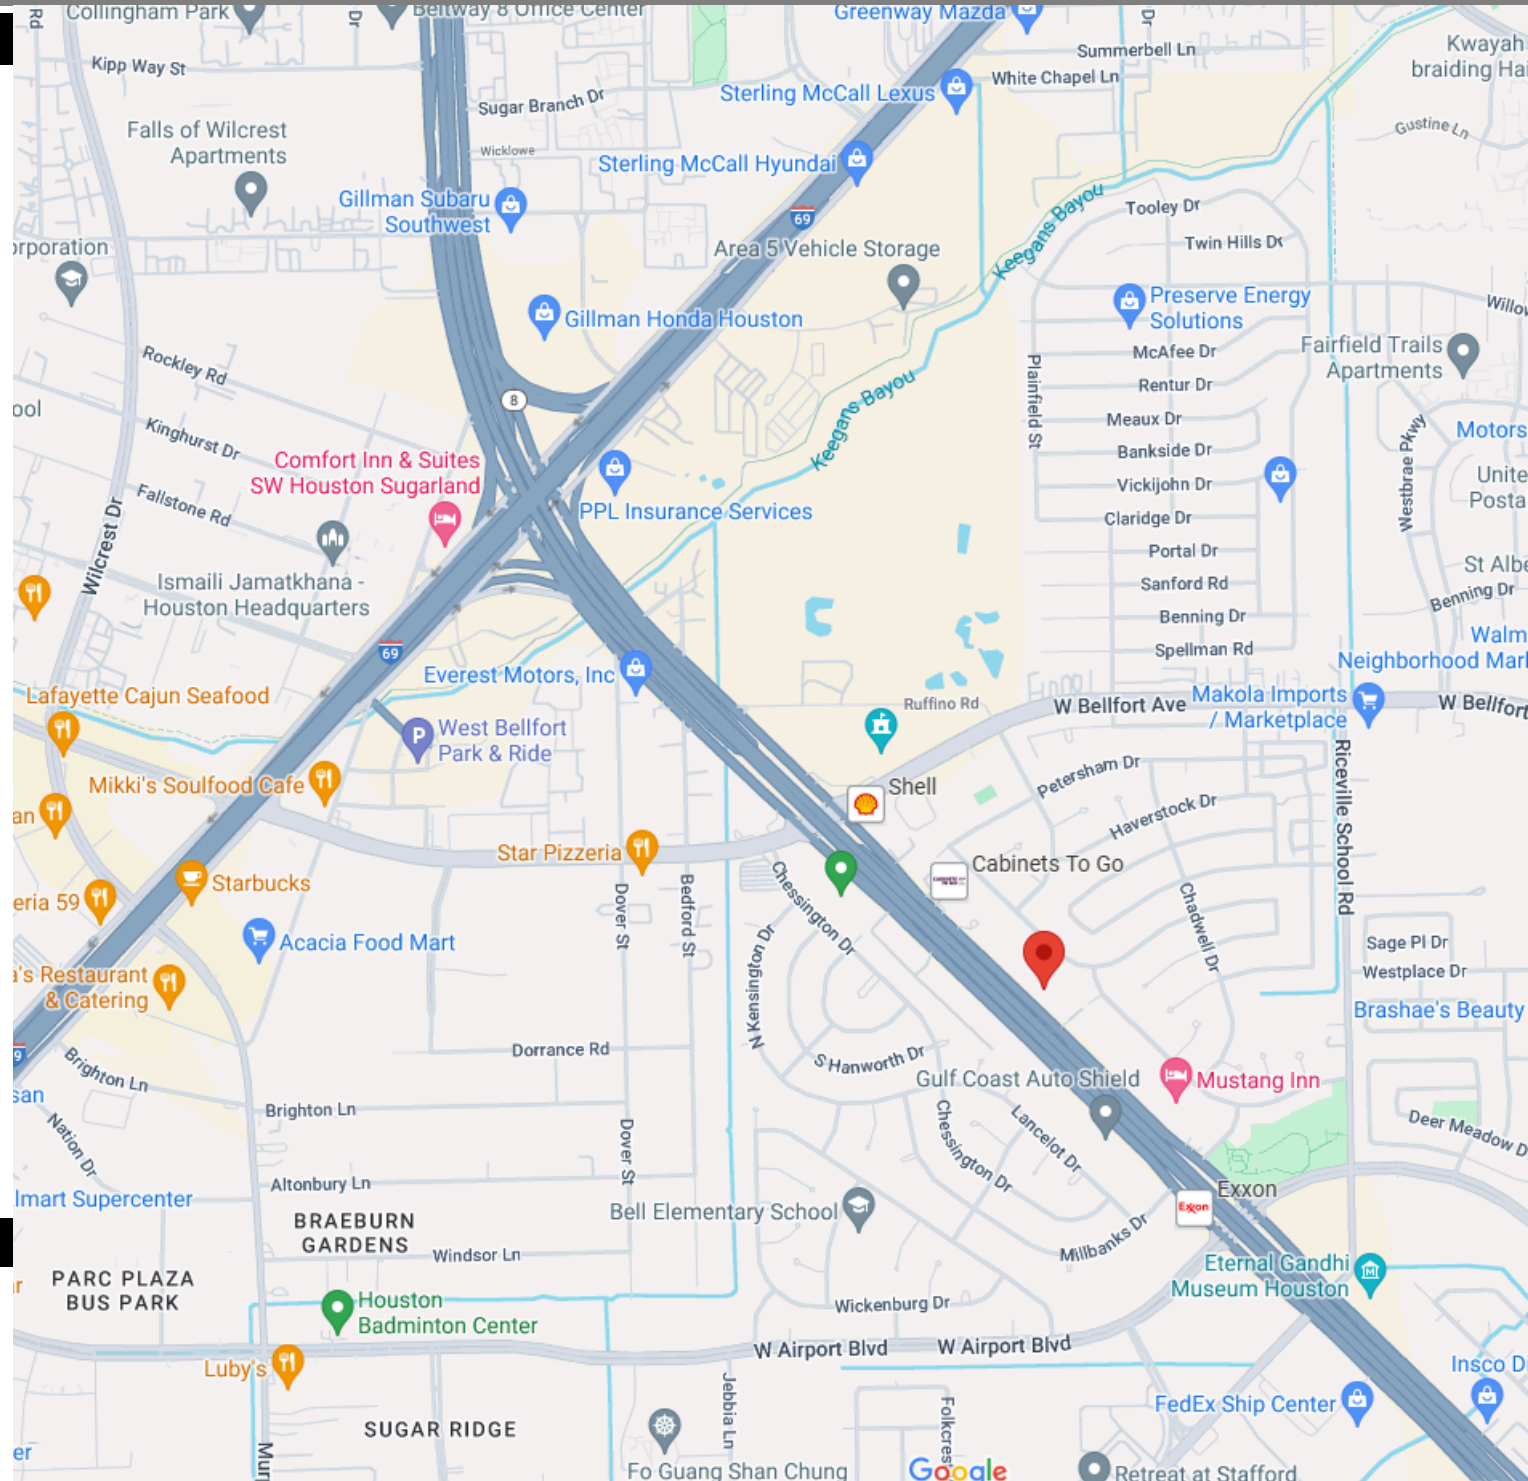 Collingham Park
Beltway 8 Office Center
Greenway Mazda
Rd
Dr
Dr
Summerbell Ln
Kwayah
braiding Hai
Kipp Way St
White Chapel Ln
Sterling McCall Lexus
Sugar Branch Dr
Gustine Ln
Falls of Wilcrest
Apartments
Wicklowe
Sterling McCall Hyundai
Gillman Subaru
Southwest
69
Keegans Bayou
Tooley Dr
Twin Hills Dr
orporation
Area 5 Vehicle Storage
Preserve Energy
Solutions
Willow
Gillman Honda Houston
Rockley Rd
McAfee Dr
Fairfield Trails
Apartments
Plainfield St
Rentur Dr
8
Keegans Bayou
ool
Meaux Dr
Kinghurst Dr
Westbrae Pkwy
Motors
Bankside Dr
Comfort Inn & Suites
SW Houston Sugarland
Unite
Posta
Vickijohn Dr
Fallstone Rd
PPL Insurance Services
Claridge Dr
Wilcrest Dr
Portal Dr
St Albe
Ismaili Jamatkhana -
Houston Headquarters
Sanford Rd
Benning Dr
Benning Dr
69
Spellman Rd
Walm
Neighborhood Mark
Everest Motors, Inc
Lafayette Cajun Seafood
Ruffino Rd
W Bellfort Ave
Makola Imports
/ Marketplace
W Bellfort
P
West Bellfort
Park & Ride
Petersham Dr
Mikki's Soulfood Cafe
Shell
Riceville School Rd
Haverstock Dr
an
Star Pizzeria
Cabinets To Go
Starbucks
eria 59
Dover St
Bedford St
Chessington Dr
Chadwell Dr
Acacia Food Mart
Sage Pl Dr
Westplace Dr
N Kensington Dr
a's Restaurant
& Catering
Brashae's Beauty
9
Dorrance Rd
S Hanworth Dr
Brighton Ln
Gulf Coast Auto Shield
Mustang Inn
san
Brighton Ln
Nation Dr
Dover St
Chessington Dr
Lancelot Dr
Deer Meadow D
Altonbury Ln
lmart Supercenter
Exxon
Exxon
Bell Elementary School
BRAEBURN
GARDENS
Windsor Ln
Millbanks Dr
Eternal Gandhi
Museum Houston
ar
PARC PLAZA
BUS PARK
Houston
Badminton Center
Wickenburg Dr
W Airport Blvd
W Airport Blvd
Luby's
Insco Di
Jebbia Ln
FedEx Ship Center
Folkcrest
SUGAR RIDGE
er
Murp
Fo Guang Shan Chung
Google
Retreat at Stafford